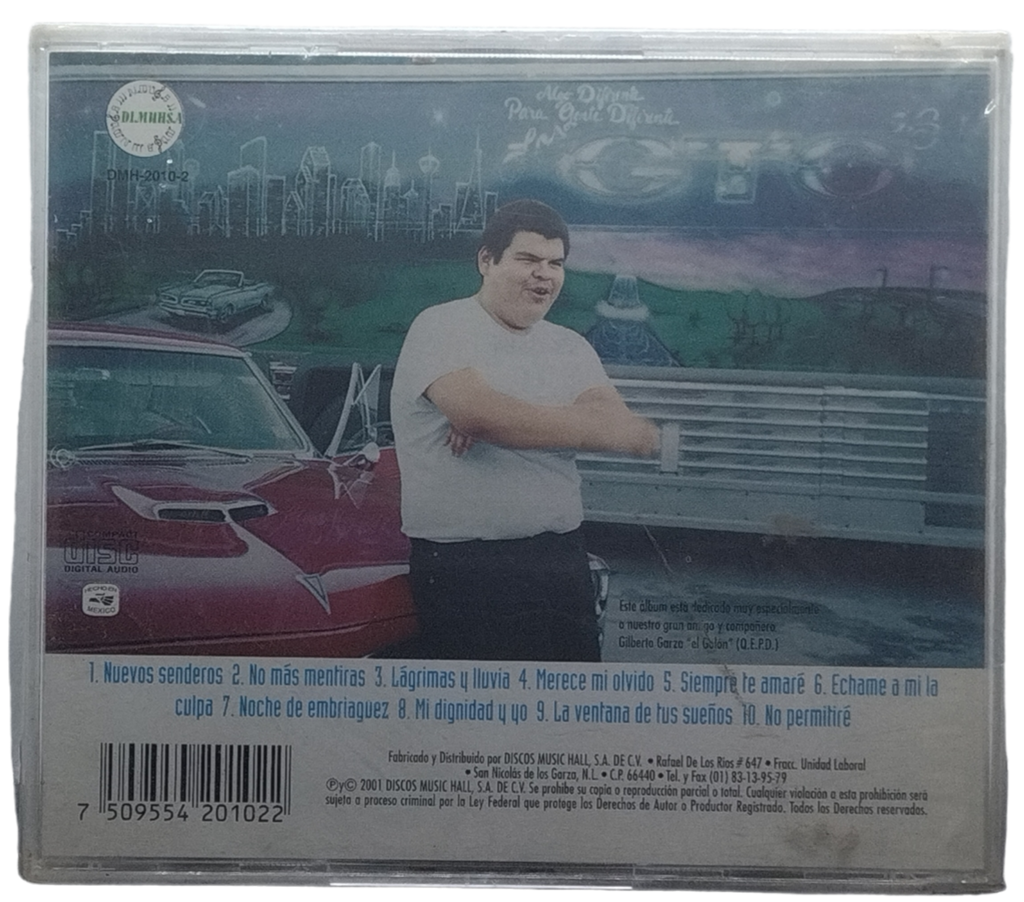 DLMUHSA
DMH-2010-2
Algo Diferente
Para Gente Diferente
GTO
COMPACT
disc
DIGITAL AUDIO
HECHO EN
MEXICO
Este álbum está dedicado muy especialmente
a nuestro gran amigo y compañero.
Gilberto Garza "el Golón" (Q.E.P.D.)
1. Nuevos senderos 2. No más mentiras 3. Lágrimas y lluvia 4. Merece mi olvido 5. Siempre te amaré 6. Echame a mi la
culpa 7. Noche de embriaguez 8. Mi dignidad y yo 9. La ventana de tus sueños 10. No permitiré
Fabricado y Distribuido por DISCOS MUSIC HALL, S.A. DE C.V. • Rafael De Los Rios # 647 • Fracc. Unidad Laboral
• San Nicolás de los Garza, N.L. • C.P. 66440 • Tel. y Fax (01) 83-13-95-79
Ⓟy© 2001 DISCOS MUSIC HALL, S.A. DE C.V. Se prohibe su copia o reproducción parcial o total. Cualquier violación a esta prohibición será
sujeta a proceso criminal por la Ley Federal que protege los Derechos de Autor o Productor Registrado. Todos los Derechos reservados.
7 509554 201022